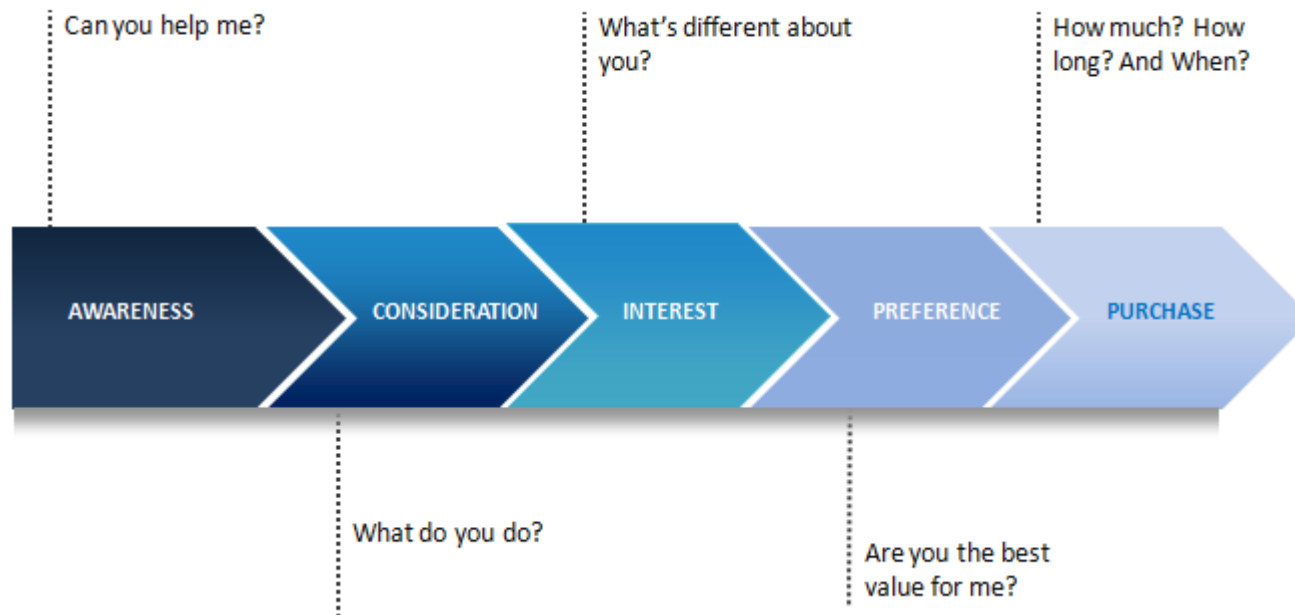 Can you help me?
What's different about
you?
How much? How
long? And When?
AWARENESS
CONSIDERATION
INTEREST
PREFERENCE
PURCHASE
What do you do?
Are you the best
value for me?